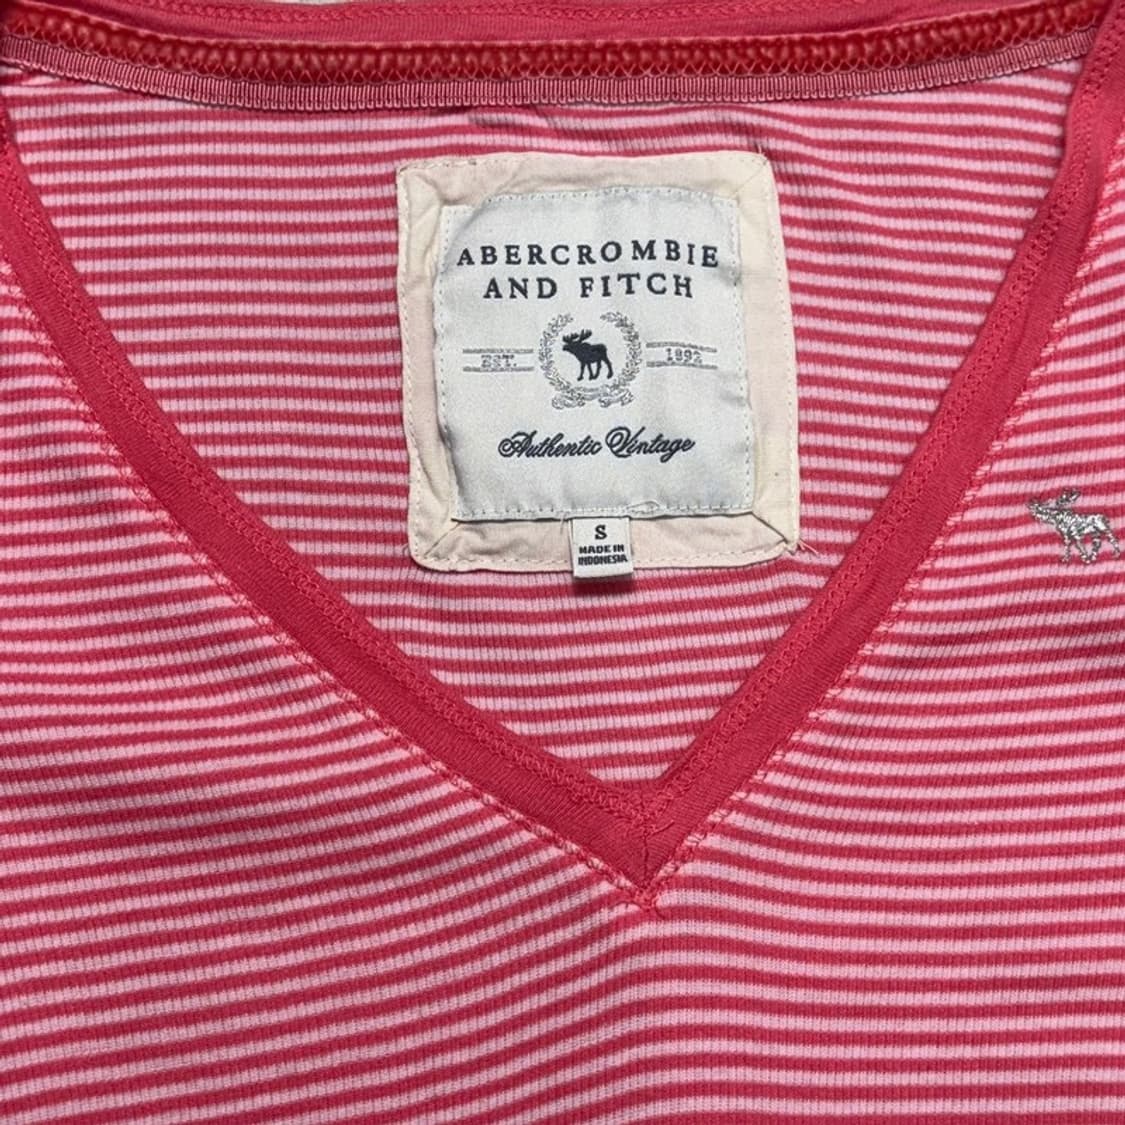 ABERCROMBIE
AND FITCH
EST. 1892
Authentic Vintage
S
MADE IN
INDONESIA